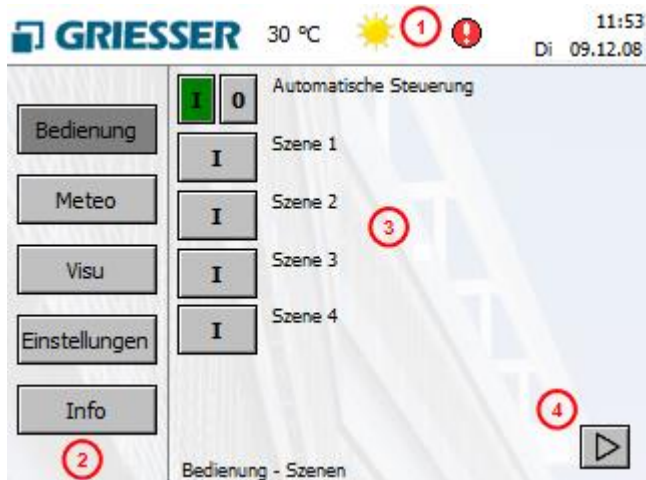 GRIESSER 30 °C 1 11:53
Di 09.12.08
Bedienung
Meteo
Visu
Einstellungen
Info
2
I 0 Automatische Steuerung
I Szene 1
I Szene 2
3
I Szene 3
I Szene 4
4
Bedienung - Szenen